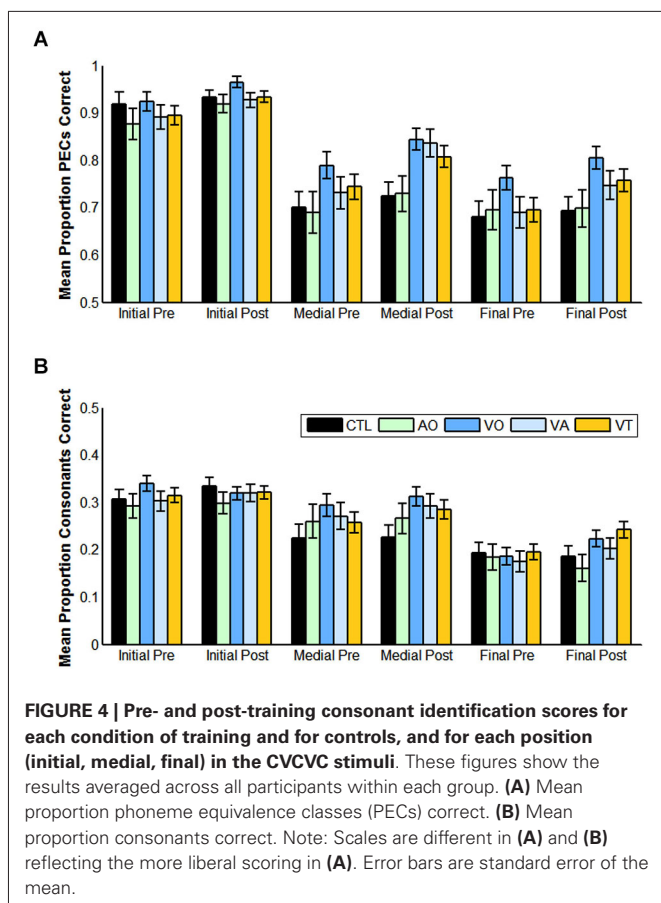 A
Mean Proportion PECs Correct
1
0.9
0.8
0.7
0.6
0.5
Initial Pre Initial Post Medial Pre Medial Post Final Pre Final Post
B
Mean Proportion Consonants Correct
0.5
0.4
0.3
0.2
0.1
0
CTL AO VO VA VT
Initial Pre Initial Post Medial Pre Medial Post Final Pre Final Post
FIGURE 4 | Pre- and post-training consonant identification scores for
each condition of training and for controls, and for each position
(initial, medial, final) in the CVCVC stimuli. These figures show the
results averaged across all participants within each group. (A) Mean
proportion phoneme equivalence classes (PECs) correct. (B) Mean
proportion consonants correct. Note: Scales are different in (A) and (B)
reflecting the more liberal scoring in (A). Error bars are standard error of the
mean.